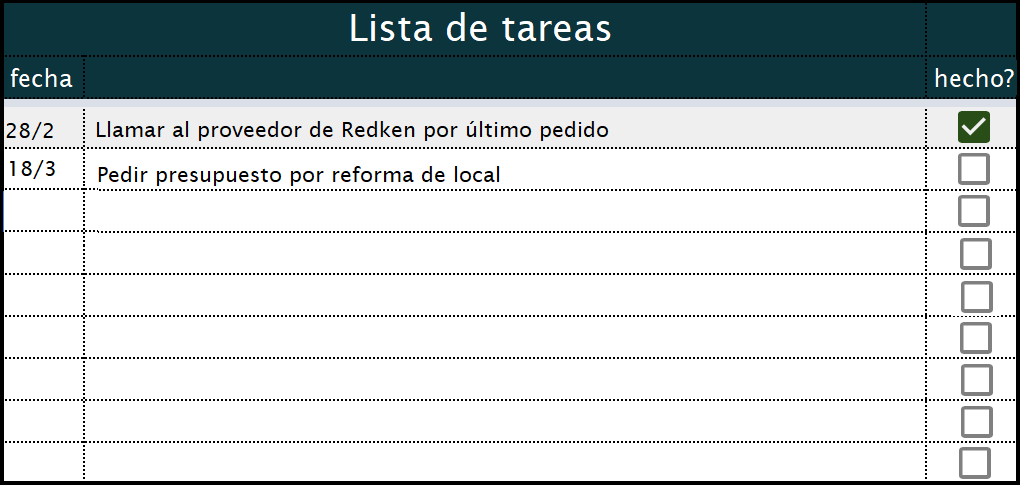 Lista de tareas
fecha hecho?
28/2 Llamar al proveedor de Redken por último pedido
18/3 Pedir presupuesto por reforma de local